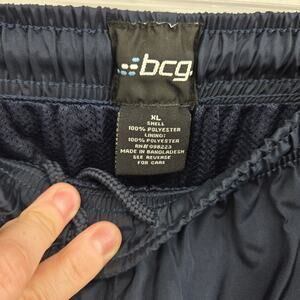 bcg
XL
SHELL
100% POLYESTER
LINING:
100% POLYESTER
RN# 098223
MADE IN BANGLADESH
SEE REVERSE
FOR CARE